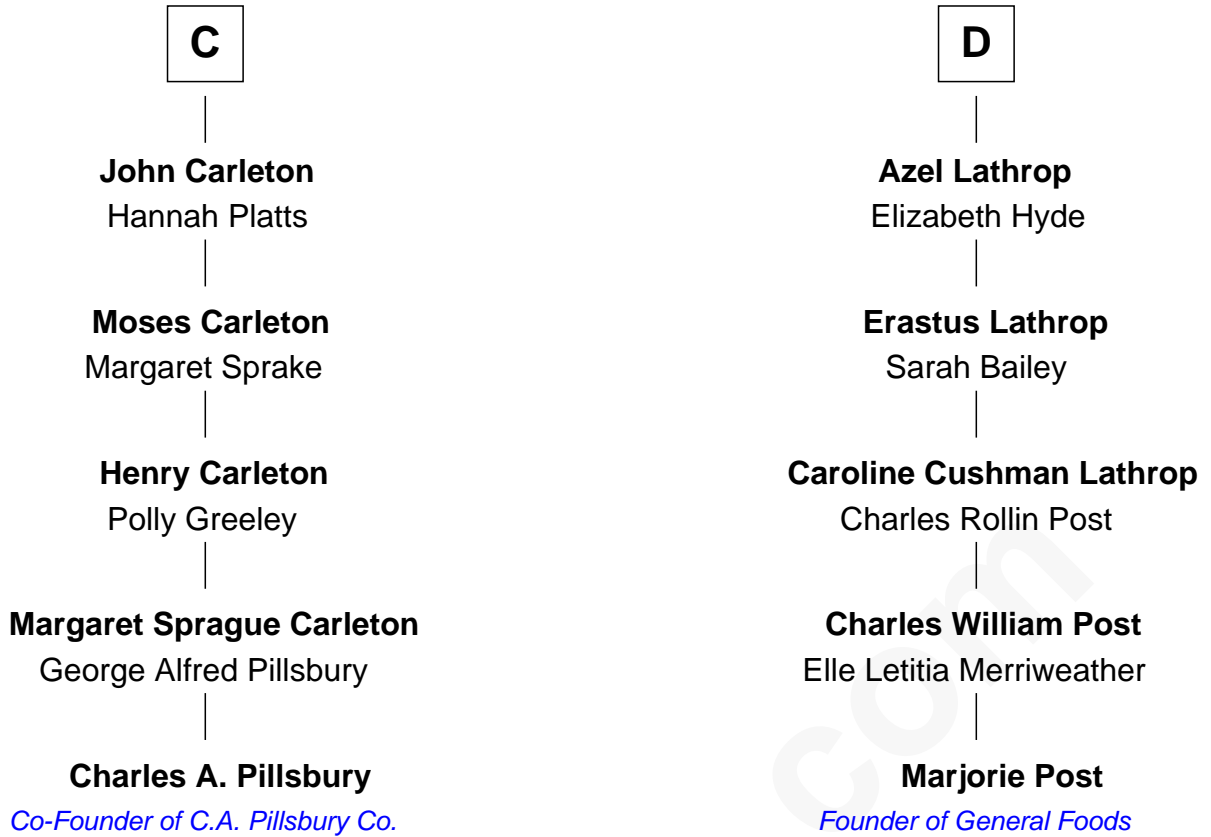 C
John Carleton
Hannah Platts
Moses Carleton
Margaret Sprake
Henry Carleton
Polly Greeley
Margaret Sprague Carleton
George Alfred Pillsbury
Charles A. Pillsbury
Co-Founder of C.A. Pillsbury Co.
D
Azel Lathrop
Elizabeth Hyde
Erastus Lathrop
Sarah Bailey
Caroline Cushman Lathrop
Charles Rollin Post
Charles William Post
Elle Letitia Merriweather
Marjorie Post
Founder of General Foods
com